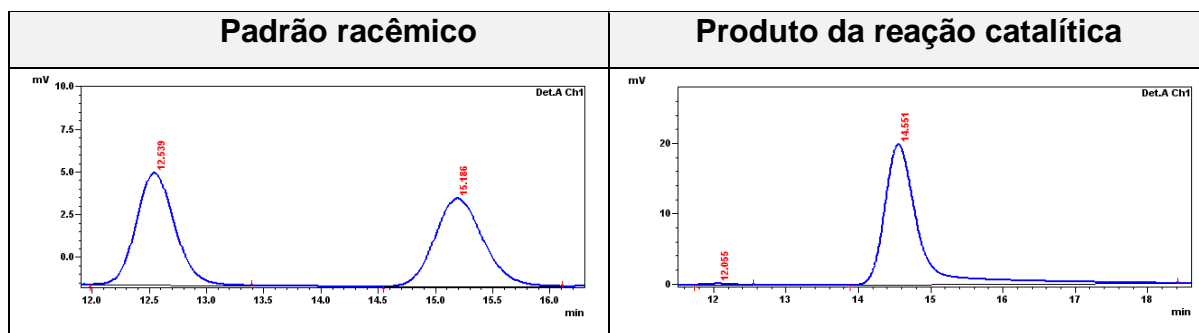 Padrão racêmico
Produto da reação catalítica
mV
10.0
Det.A Ch1
12.539
7.5
5.0
15.186
2.5
0.0
12.0 12.5 13.0 13.5 14.0 14.5 15.0 15.5 16.0
min
mV
Det.A Ch1
14.551
20
10
12.055
0
12 13 14 15 16 17 18
min